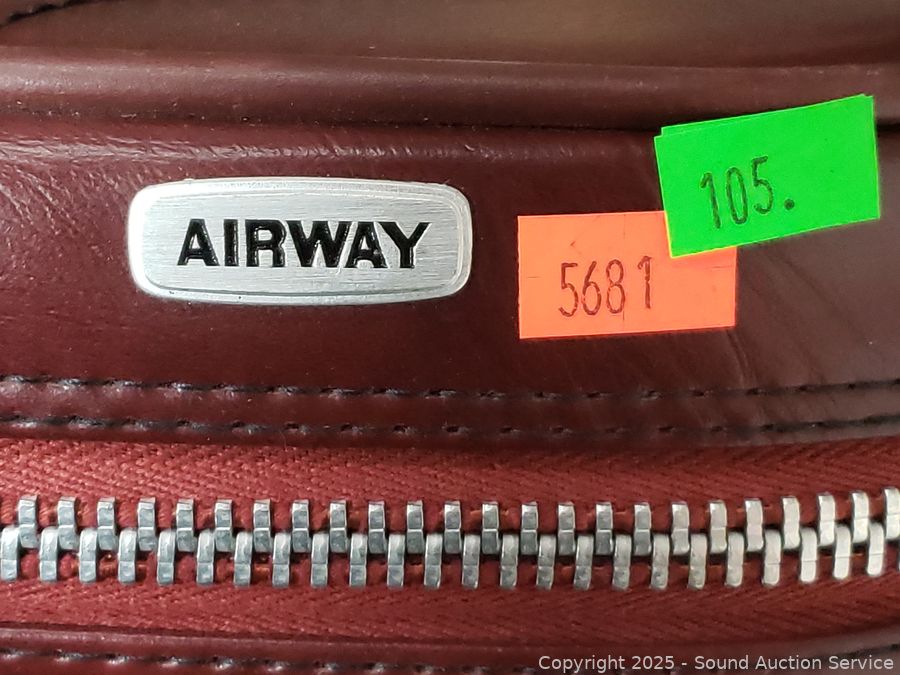 AIRWAY
105.
5681
Copyright 2025 - Sound Auction Service